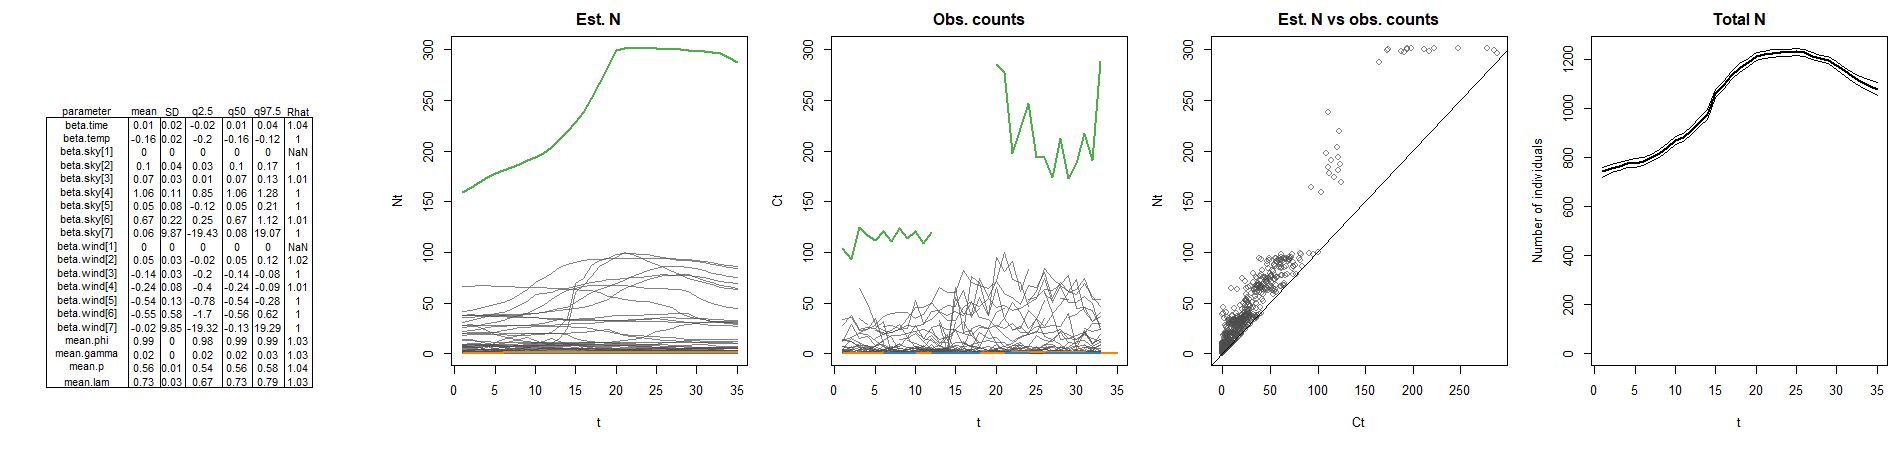 parameter mean SD q2.5 q50 q97.5 Rhat
beta.time 0.01 0.02 -0.02 0.01 0.04 1.04
beta.temp -0.16 0.02 -0.2 -0.16 -0.12 1
beta.sky[1] 0 0 0 0 0 NaN
beta.sky[2] 0.1 0.04 0.03 0.1 0.17 1
beta.sky[3] 0.07 0.03 0.01 0.07 0.13 1.01
beta.sky[4] 1.06 0.11 0.85 1.06 1.28 1
beta.sky[5] 0.05 0.08 -0.12 0.05 0.21 1
beta.sky[6] 0.67 0.22 0.25 0.67 1.12 1.01
beta.sky[7] 0.06 9.87 -19.43 0.08 19.07 1
beta.wind[1] 0 0 0 0 0 NaN
beta.wind[2] 0.05 0.03 -0.02 0.05 0.12 1.02
beta.wind[3] -0.14 0.03 -0.2 -0.14 -0.08 1
beta.wind[4] -0.24 0.08 -0.4 -0.24 -0.09 1.01
beta.wind[5] -0.54 0.13 -0.78 -0.54 -0.28 1
beta.wind[6] -0.55 0.58 -1.7 -0.56 0.62 1
beta.wind[7] -0.02 9.85 -19.32 -0.13 19.29 1
mean.phi 0.99 0 0.98 0.99 0.99 1.03
mean.gamma 0.02 0 0.02 0.02 0.03 1.03
mean.p 0.56 0.01 0.54 0.56 0.58 1.04
mean.lam 0.73 0.03 0.67 0.73 0.79 1.03
Est. N
Nt
300
250
200
150
100
50
0
0 5 10 15 20 25 30 35
t
Obs. counts
Ct
300
250
200
150
100
50
0
0 5 10 15 20 25 30 35
t
Est. N vs obs. counts
Nt
300
250
200
150
100
50
0
0 50 100 150 200 250
Ct
Total N
Number of individuals
1200
1000
800
600
400
200
0
0 5 10 15 20 25 30 35
t